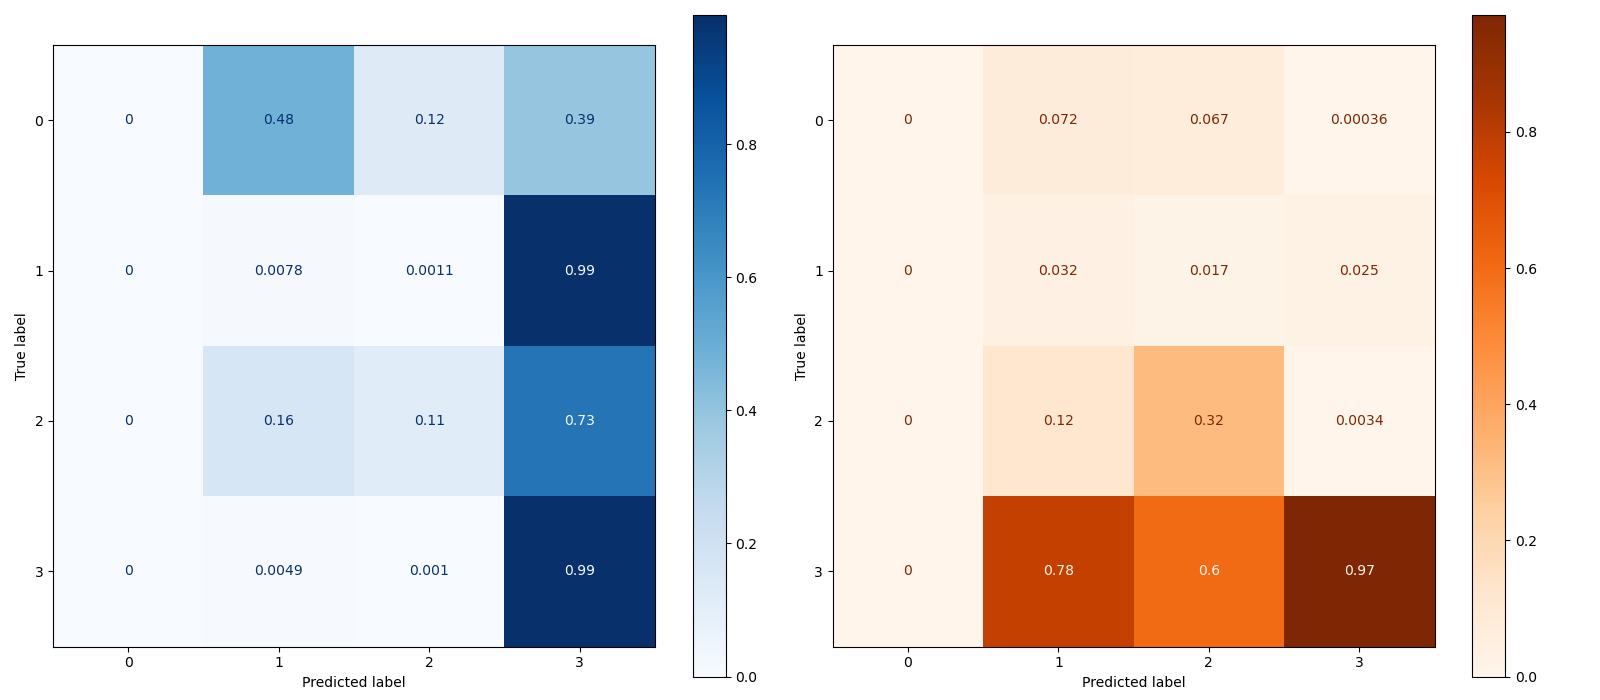 0 0 0.48 0.12 0.39
1 0 0.0078 0.0011 0.99
2 0 0.16 0.11 0.73
3 0 0.0049 0.001 0.99
0 1 2 3
Predicted label
True label
0.8
0.6
0.4
0.2
0.0
0 0 0.072 0.067 0.00036
1 0 0.032 0.017 0.025
2 0 0.12 0.32 0.0034
3 0 0.78 0.6 0.97
0 1 2 3
Predicted label
True label
0.8
0.6
0.4
0.2
0.0